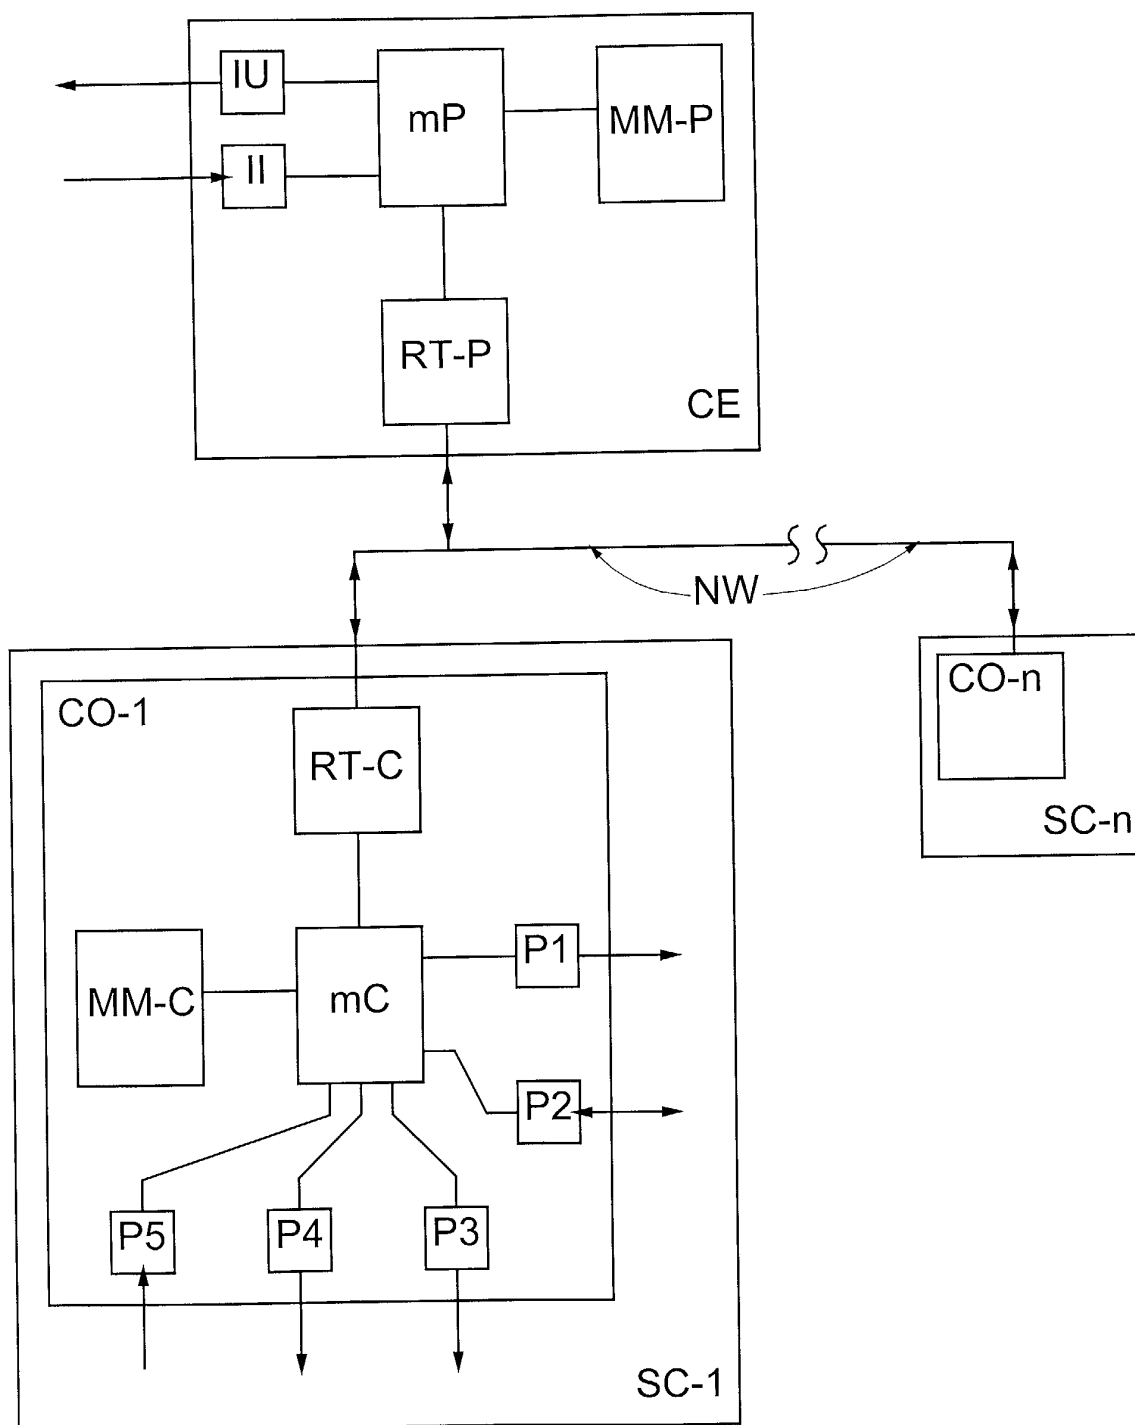 IU
mP
MM-P
II
RT-P
CE
NW
CO-n
SC-n
CO-1
RT-C
P1
MM-C
mC
P2
P5
P4
P3
SC-1